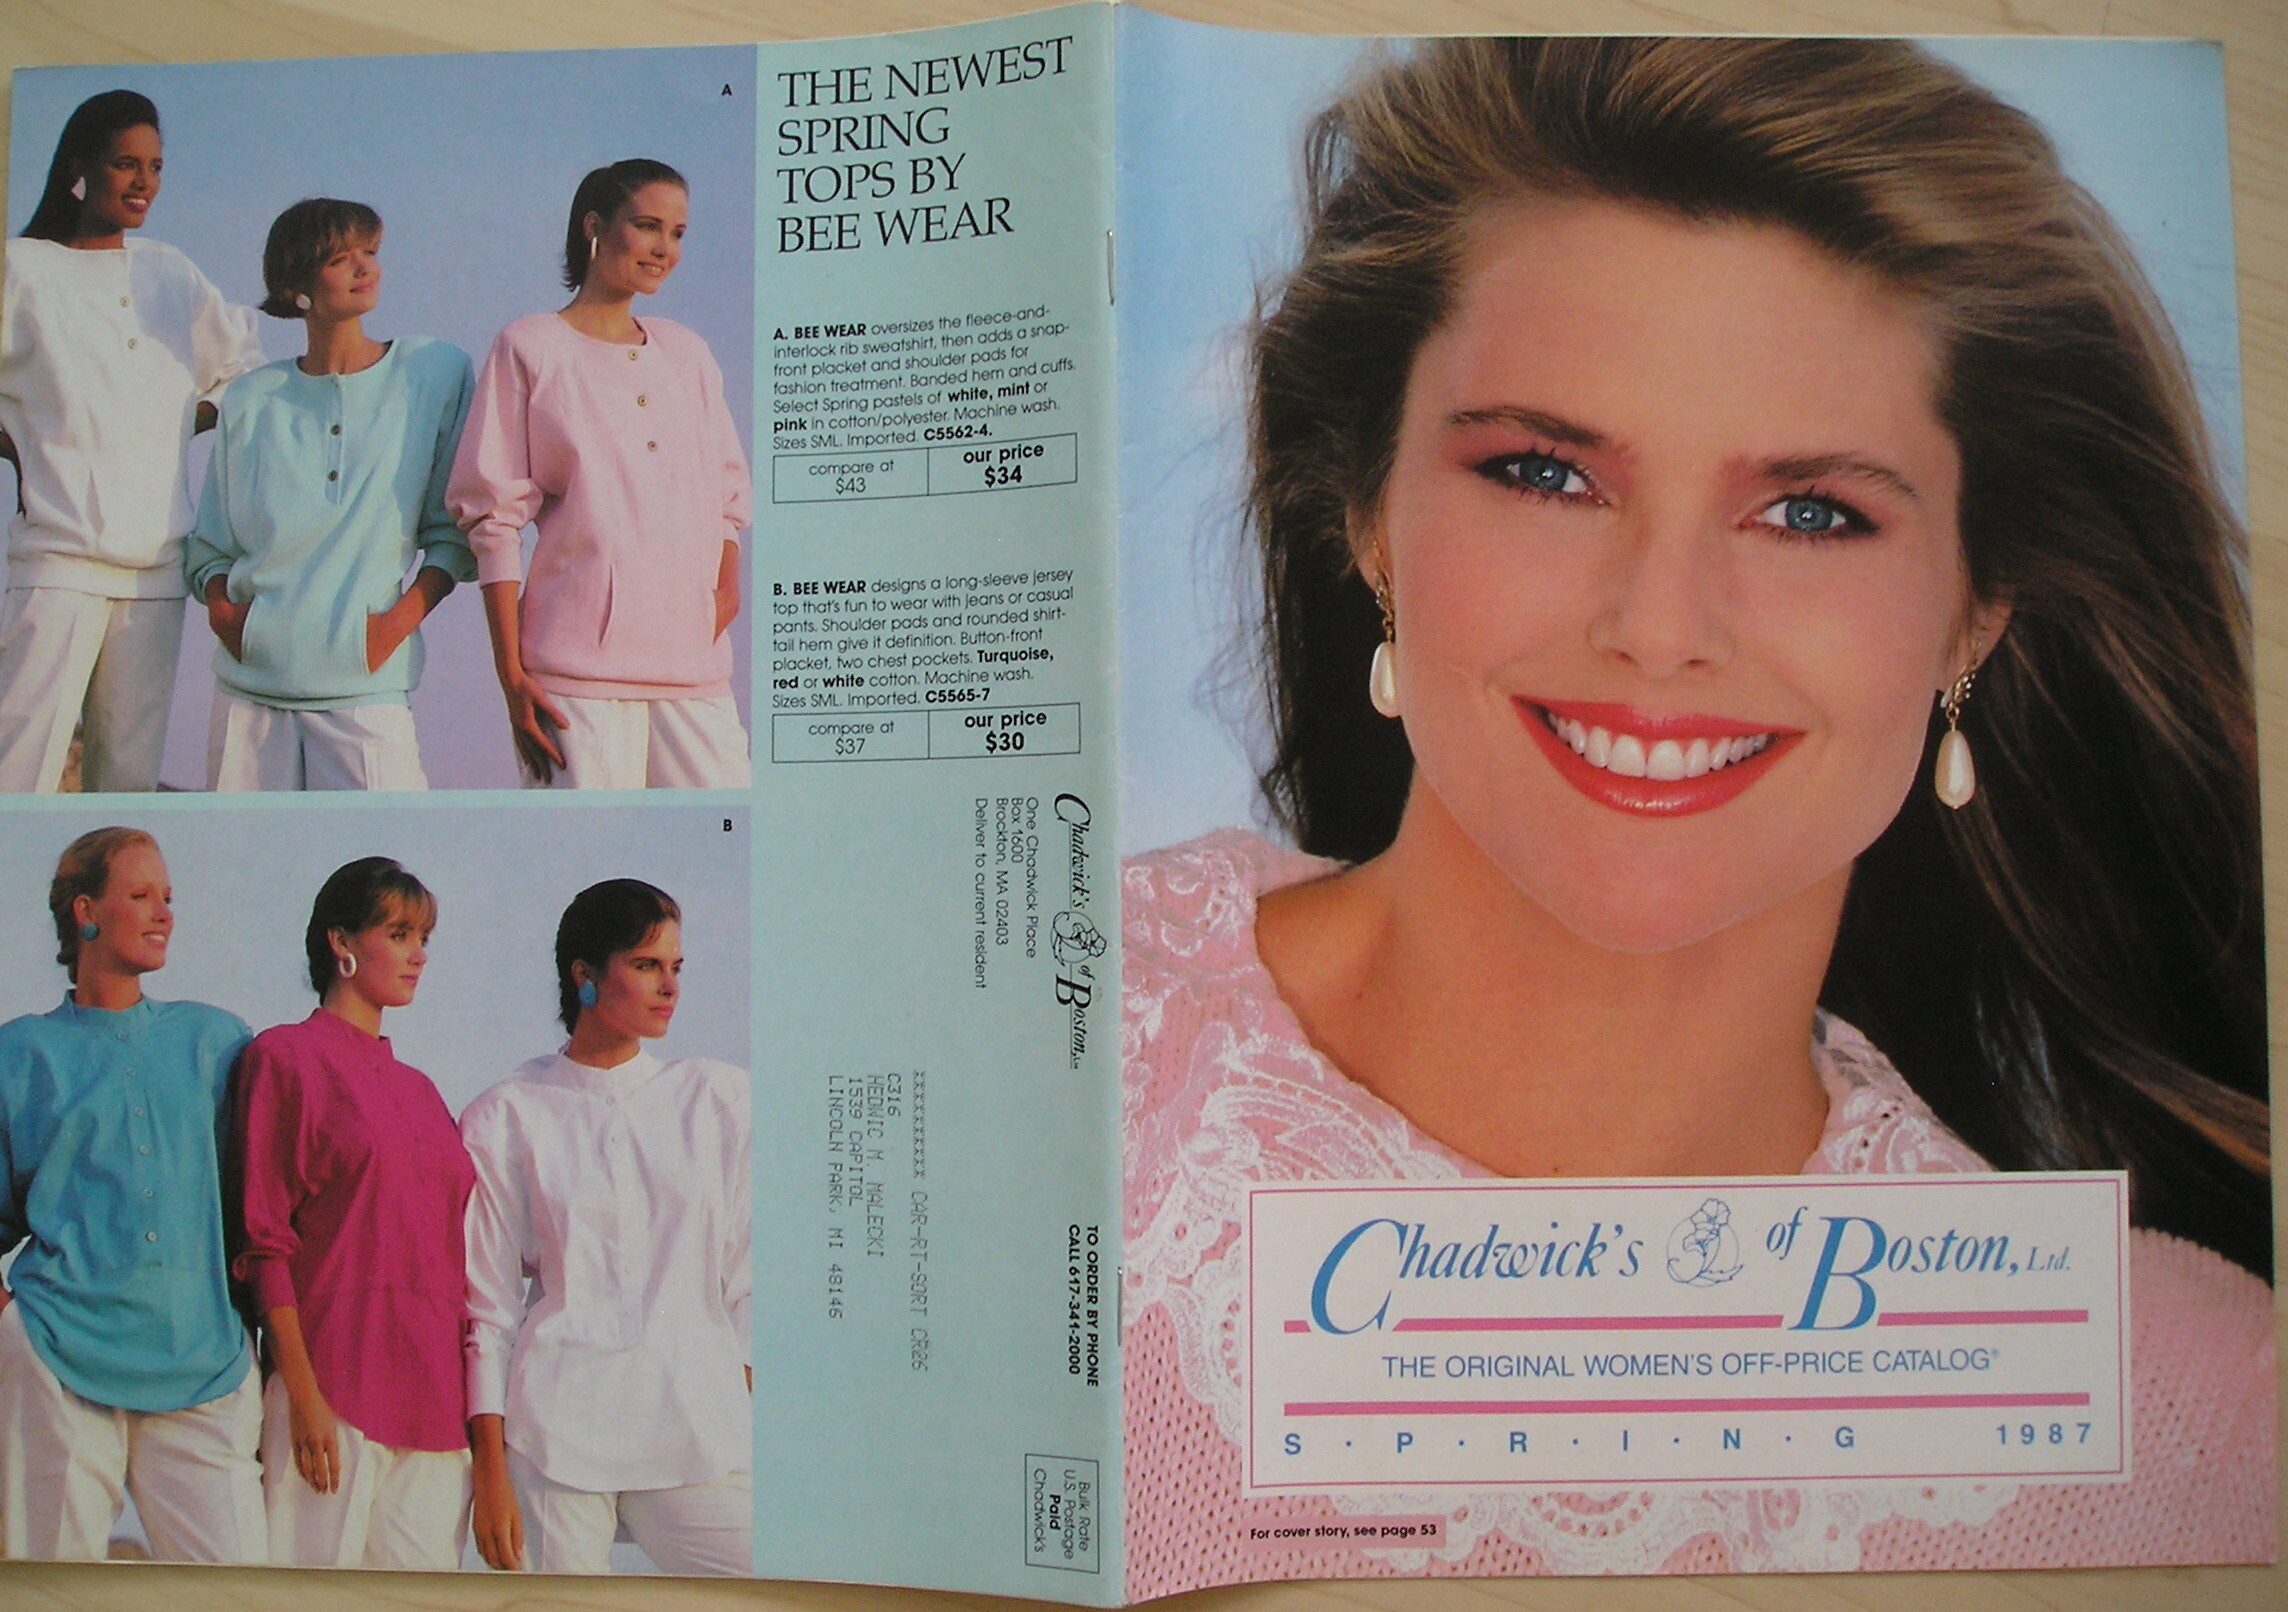 A
B
THE NEWEST
SPRING
TOPS BY
BEE WEAR
A. BEE WEAR oversizes the fleece-and-
interlock rib sweatshirt, then adds a snap-
front placket and shoulder pads for
fashion treatment. Banded hem and cuffs.
Select Spring pastels of white, mint or
pink in cotton/polyester. Machine wash.
Sizes SML. Imported. C5562-4.
compare at
$43
our price
$34
B. BEE WEAR designs a long-sleeve jersey
top that's fun to wear with jeans or casual
pants. Shoulder pads and rounded shirt-
tail hem give it definition. Button-front
placket, two chest pockets. Turquoise,
red or white cotton. Machine wash.
Sizes SML. Imported. C5565-7
compare at
$37
our price
$30
Chadwick's of Boston, Ltd.
One Chadwick Place
Box 1600
Brockton, MA 02403
Deliver to current resident
CAR-RT-SORT CR26
C316
HEDWIC M. MALECKI
1539 CAPITOL
LINCOLN PARK, MI 48146
TO ORDER BY PHONE
CALL 617-341-2000
Bulk Rate
U.S. Postage
Paid
Chadwick's
Chadwick's of Boston, Ltd.
THE ORIGINAL WOMEN'S OFF-PRICE CATALOG®
S · P · R · I · N · G 1987
For cover story, see page 53